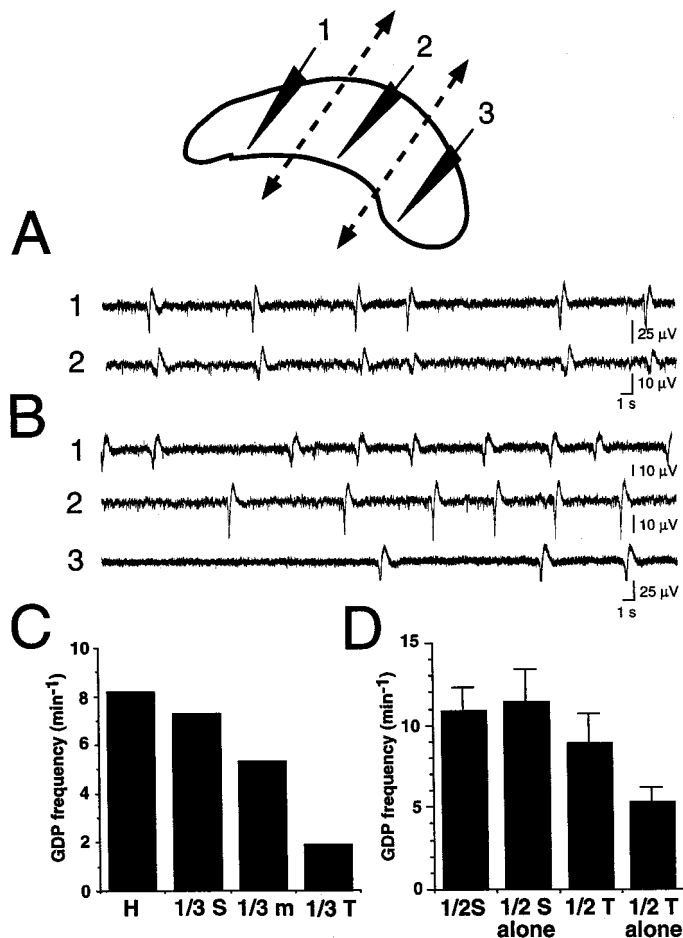 1
2
3
A
1
25 µV
2
10 µV
1 s
B
1
10 µV
2
10 µV
3
25 µV
1 s
C
GDP frequency (min-1)
10
8
6
4
2
0
H 1/3 S 1/3 m 1/3 T
D
GDP frequency (min-1)
15
10
5
0
1/2S 1/2 S alone 1/2 T 1/2 T alone